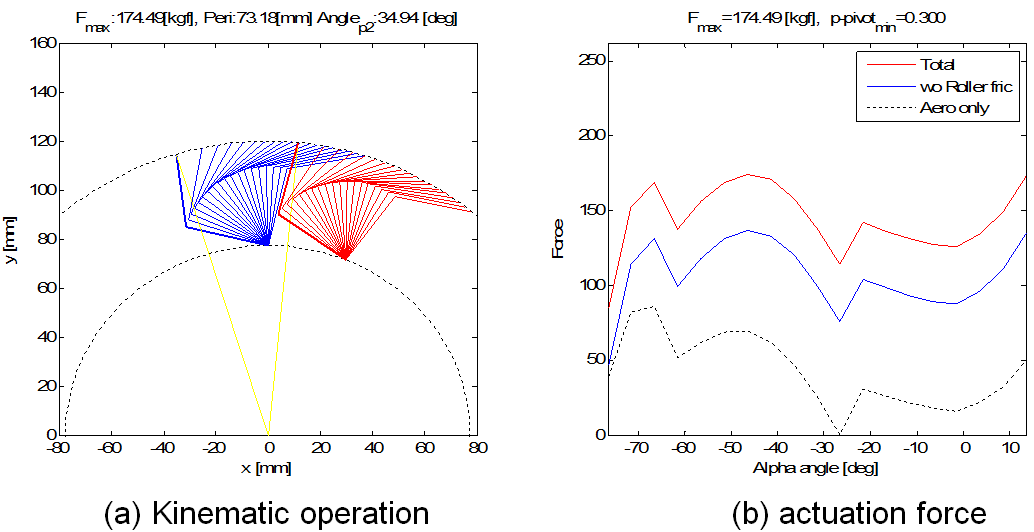 Fmax:174.49[kgf], Peri:73.18[mm] Anglep2:34.94 [deg]
160
140
120
100
80
60
40
20
0
y [mm]
-80 -60 -40 -20 0 20 40 60 80
x [mm]
(a) Kinematic operation
Fmax=174.49 [kgf], p-pivotmin=0.300
250
200
150
100
50
0
Force
Total
wo Roller fric
Aero only
-70 -60 -50 -40 -30 -20 -10 0 10
Alpha angle [deg]
(b) actuation force